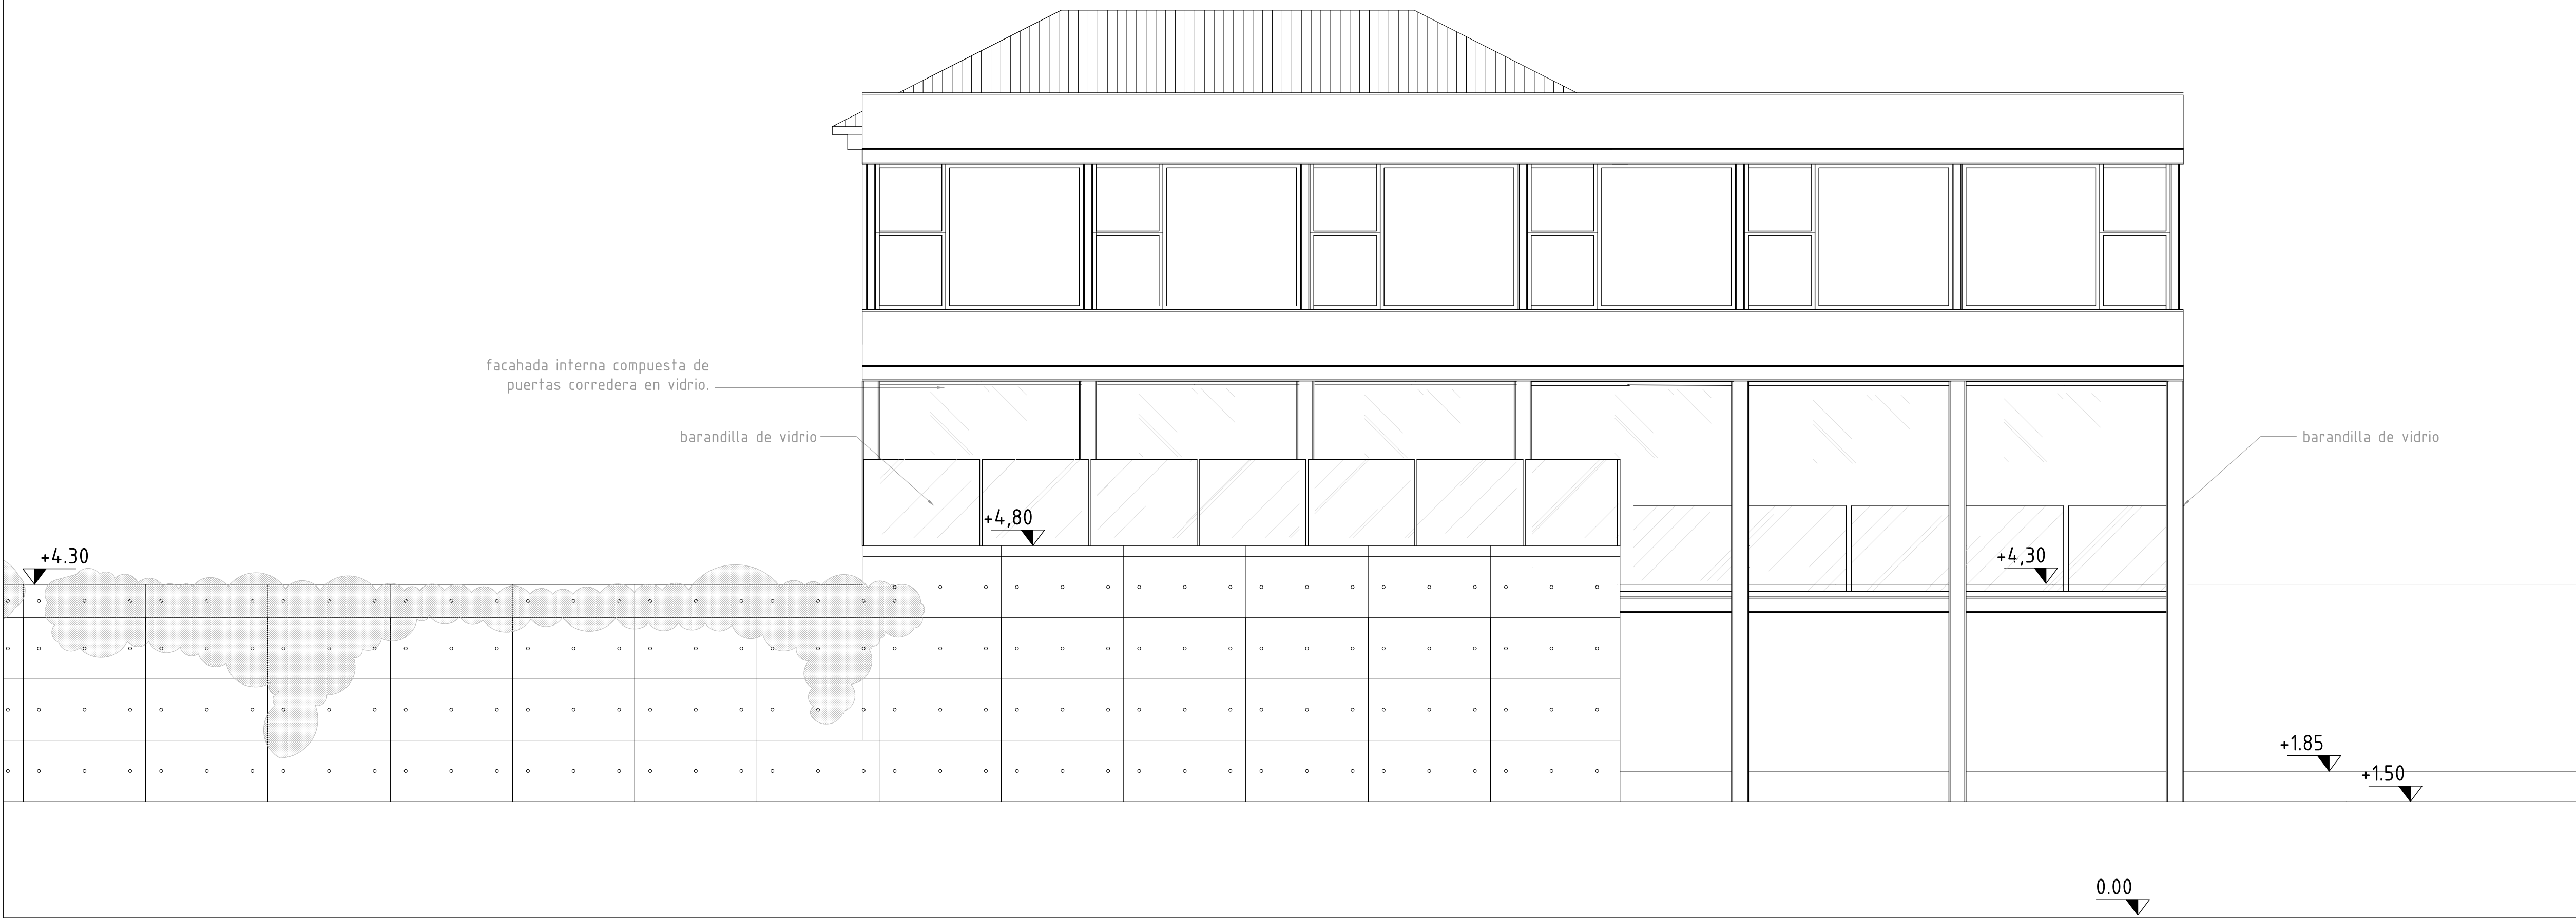 facahada interna compuesta de
puertas corredera en vidrio.
barandilla de vidrio
barandilla de vidrio
+4,80
+4.30
+4,30
+1.85
+1.50
0.00